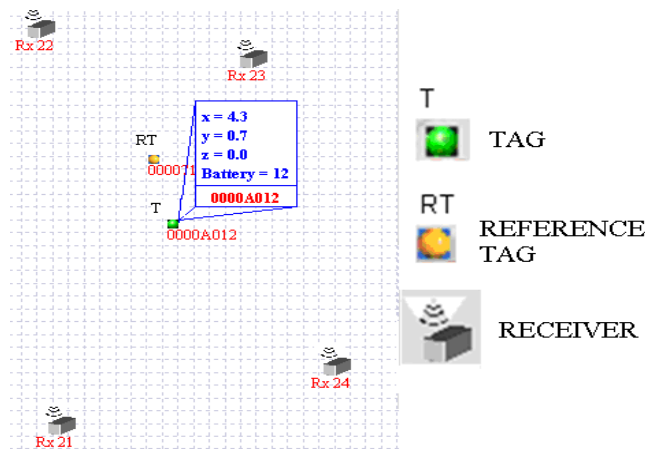 Rx 22
Rx 23
x = 4.3
y = 0.7
z = 0.0
Battery = 12
0000A012
RT
T
0000A012
Rx 24
Rx 21
T
TAG
RT
REFERENCE
TAG
RECEIVER